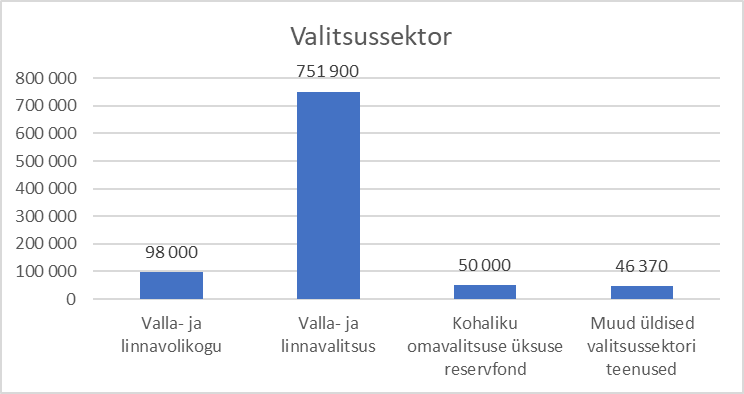 Valitsussektor
800 000
700 000
600 000
500 000
400 000
300 000
200 000
100 000
0
98 000
751 900
50 000
46 370
Valla- ja
linnavolikogu
Valla- ja
linnavalitsus
Kohaliku
omavalitsuse üksuse
reservfond
Muud üldised
valitsussektori
teenused